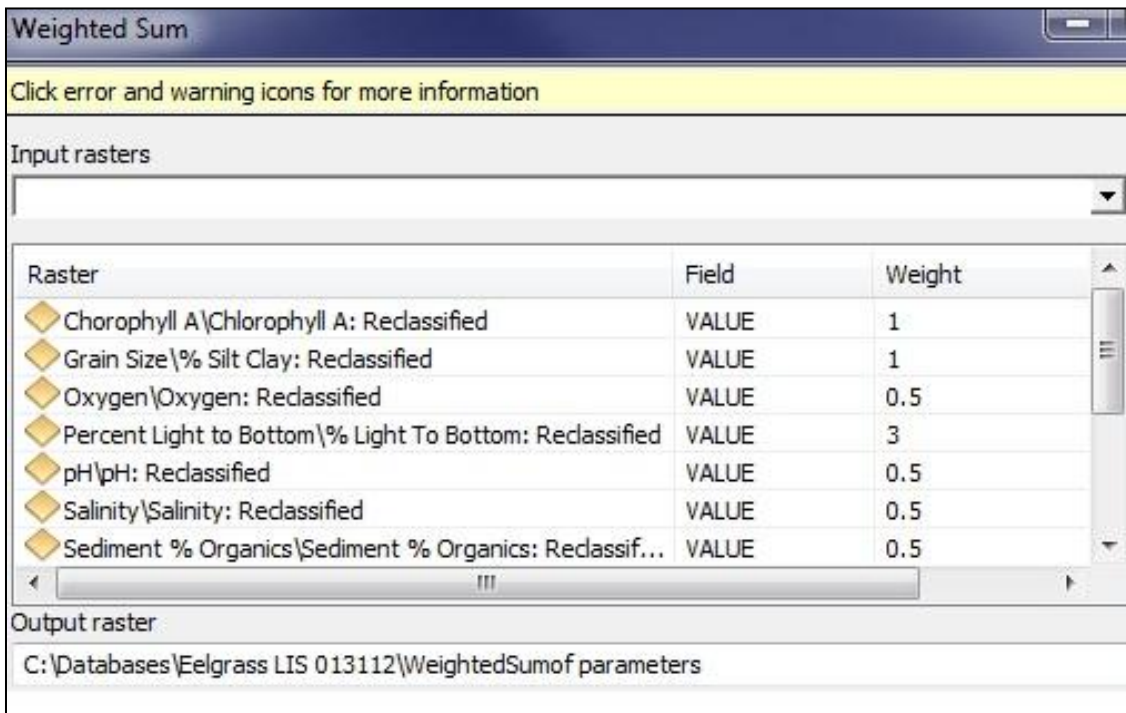 Weighted Sum
Click error and warning icons for more information
Input rasters
Raster Field Weight
Chorophyll A\Chlorophyll A: Reclassified VALUE 1
Grain Size\% Silt Clay: Reclassified VALUE 1
Oxygen\Oxygen: Reclassified VALUE 0.5
Percent Light to Bottom\% Light To Bottom: Reclassified VALUE 3
pH\pH: Reclassified VALUE 0.5
Salinity\Salinity: Reclassified VALUE 0.5
Sediment % Organics\Sediment % Organics: Reclassif... VALUE 0.5
Output raster
C:\Databases\Eelgrass LIS 013112\WeightedSumof parameters